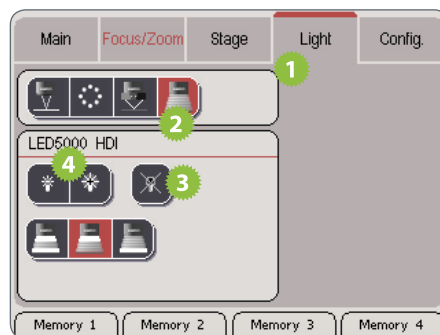 Main Focus/Zoom Stage Light Config.
1
2
LED5000 HDI
4
3
Memory 1 Memory 2 Memory 3 Memory 4